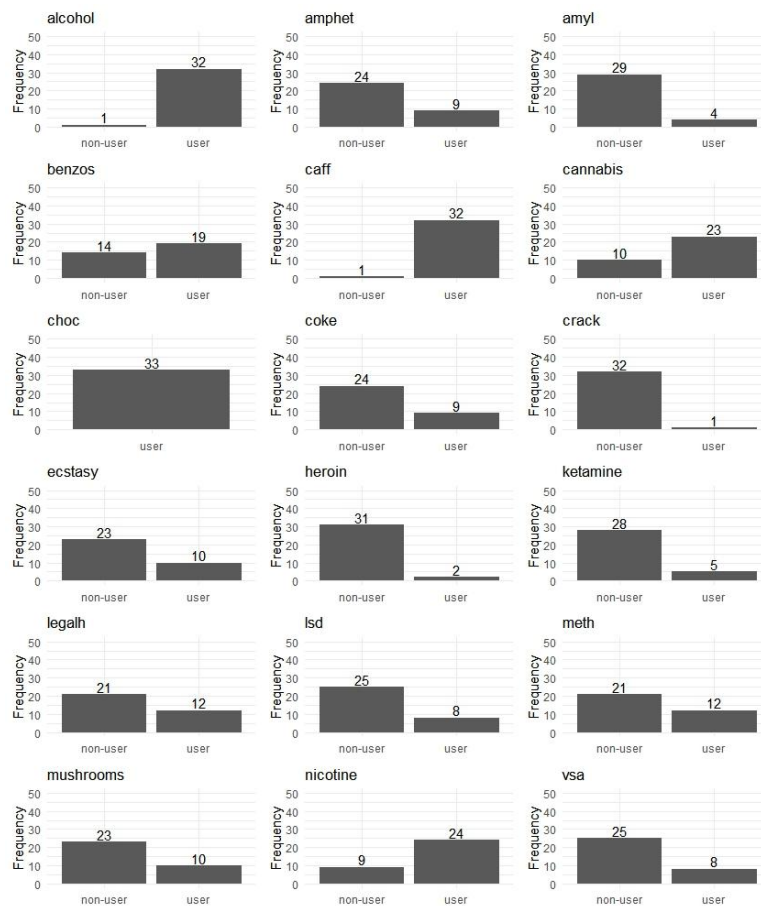 alcohol amphet amyl
50 50 50
40 40 40
32
30 30 30
29
24
20 20 20
10 10 10
9
4
1
0 0 0
Frequency Frequency Frequency
non-user user non-user user non-user user
benzos caff cannabis
50 50 50
40 40 40
32
30 30 30
23
20 20 20
14 19
10 10 10
10
1
0 0 0
Frequency Frequency Frequency
non-user user non-user user non-user user
choc coke crack
50 50 50
40 40 40
33 32
30 30 30
24
20 20 20
10 10 10
9
1
0 0 0
Frequency Frequency Frequency
user non-user user non-user user
ecstasy heroin ketamine
50 50 50
40 40 40
31
30 30 30
28
23
20 20 20
10 10 10
10
5
2
0 0 0
Frequency Frequency Frequency
non-user user non-user user non-user user
legalh lsd meth
50 50 50
40 40 40
30 30 30
25
21 21
20 20 20
12 12
10 10 10
8
0 0 0
Frequency Frequency Frequency
non-user user non-user user non-user user
mushrooms nicotine vsa
50 50 50
40 40 40
30 30 30
23 24 25
20 20 20
10 10 10
10 9 8
0 0 0
Frequency Frequency Frequency
non-user user non-user user non-user user